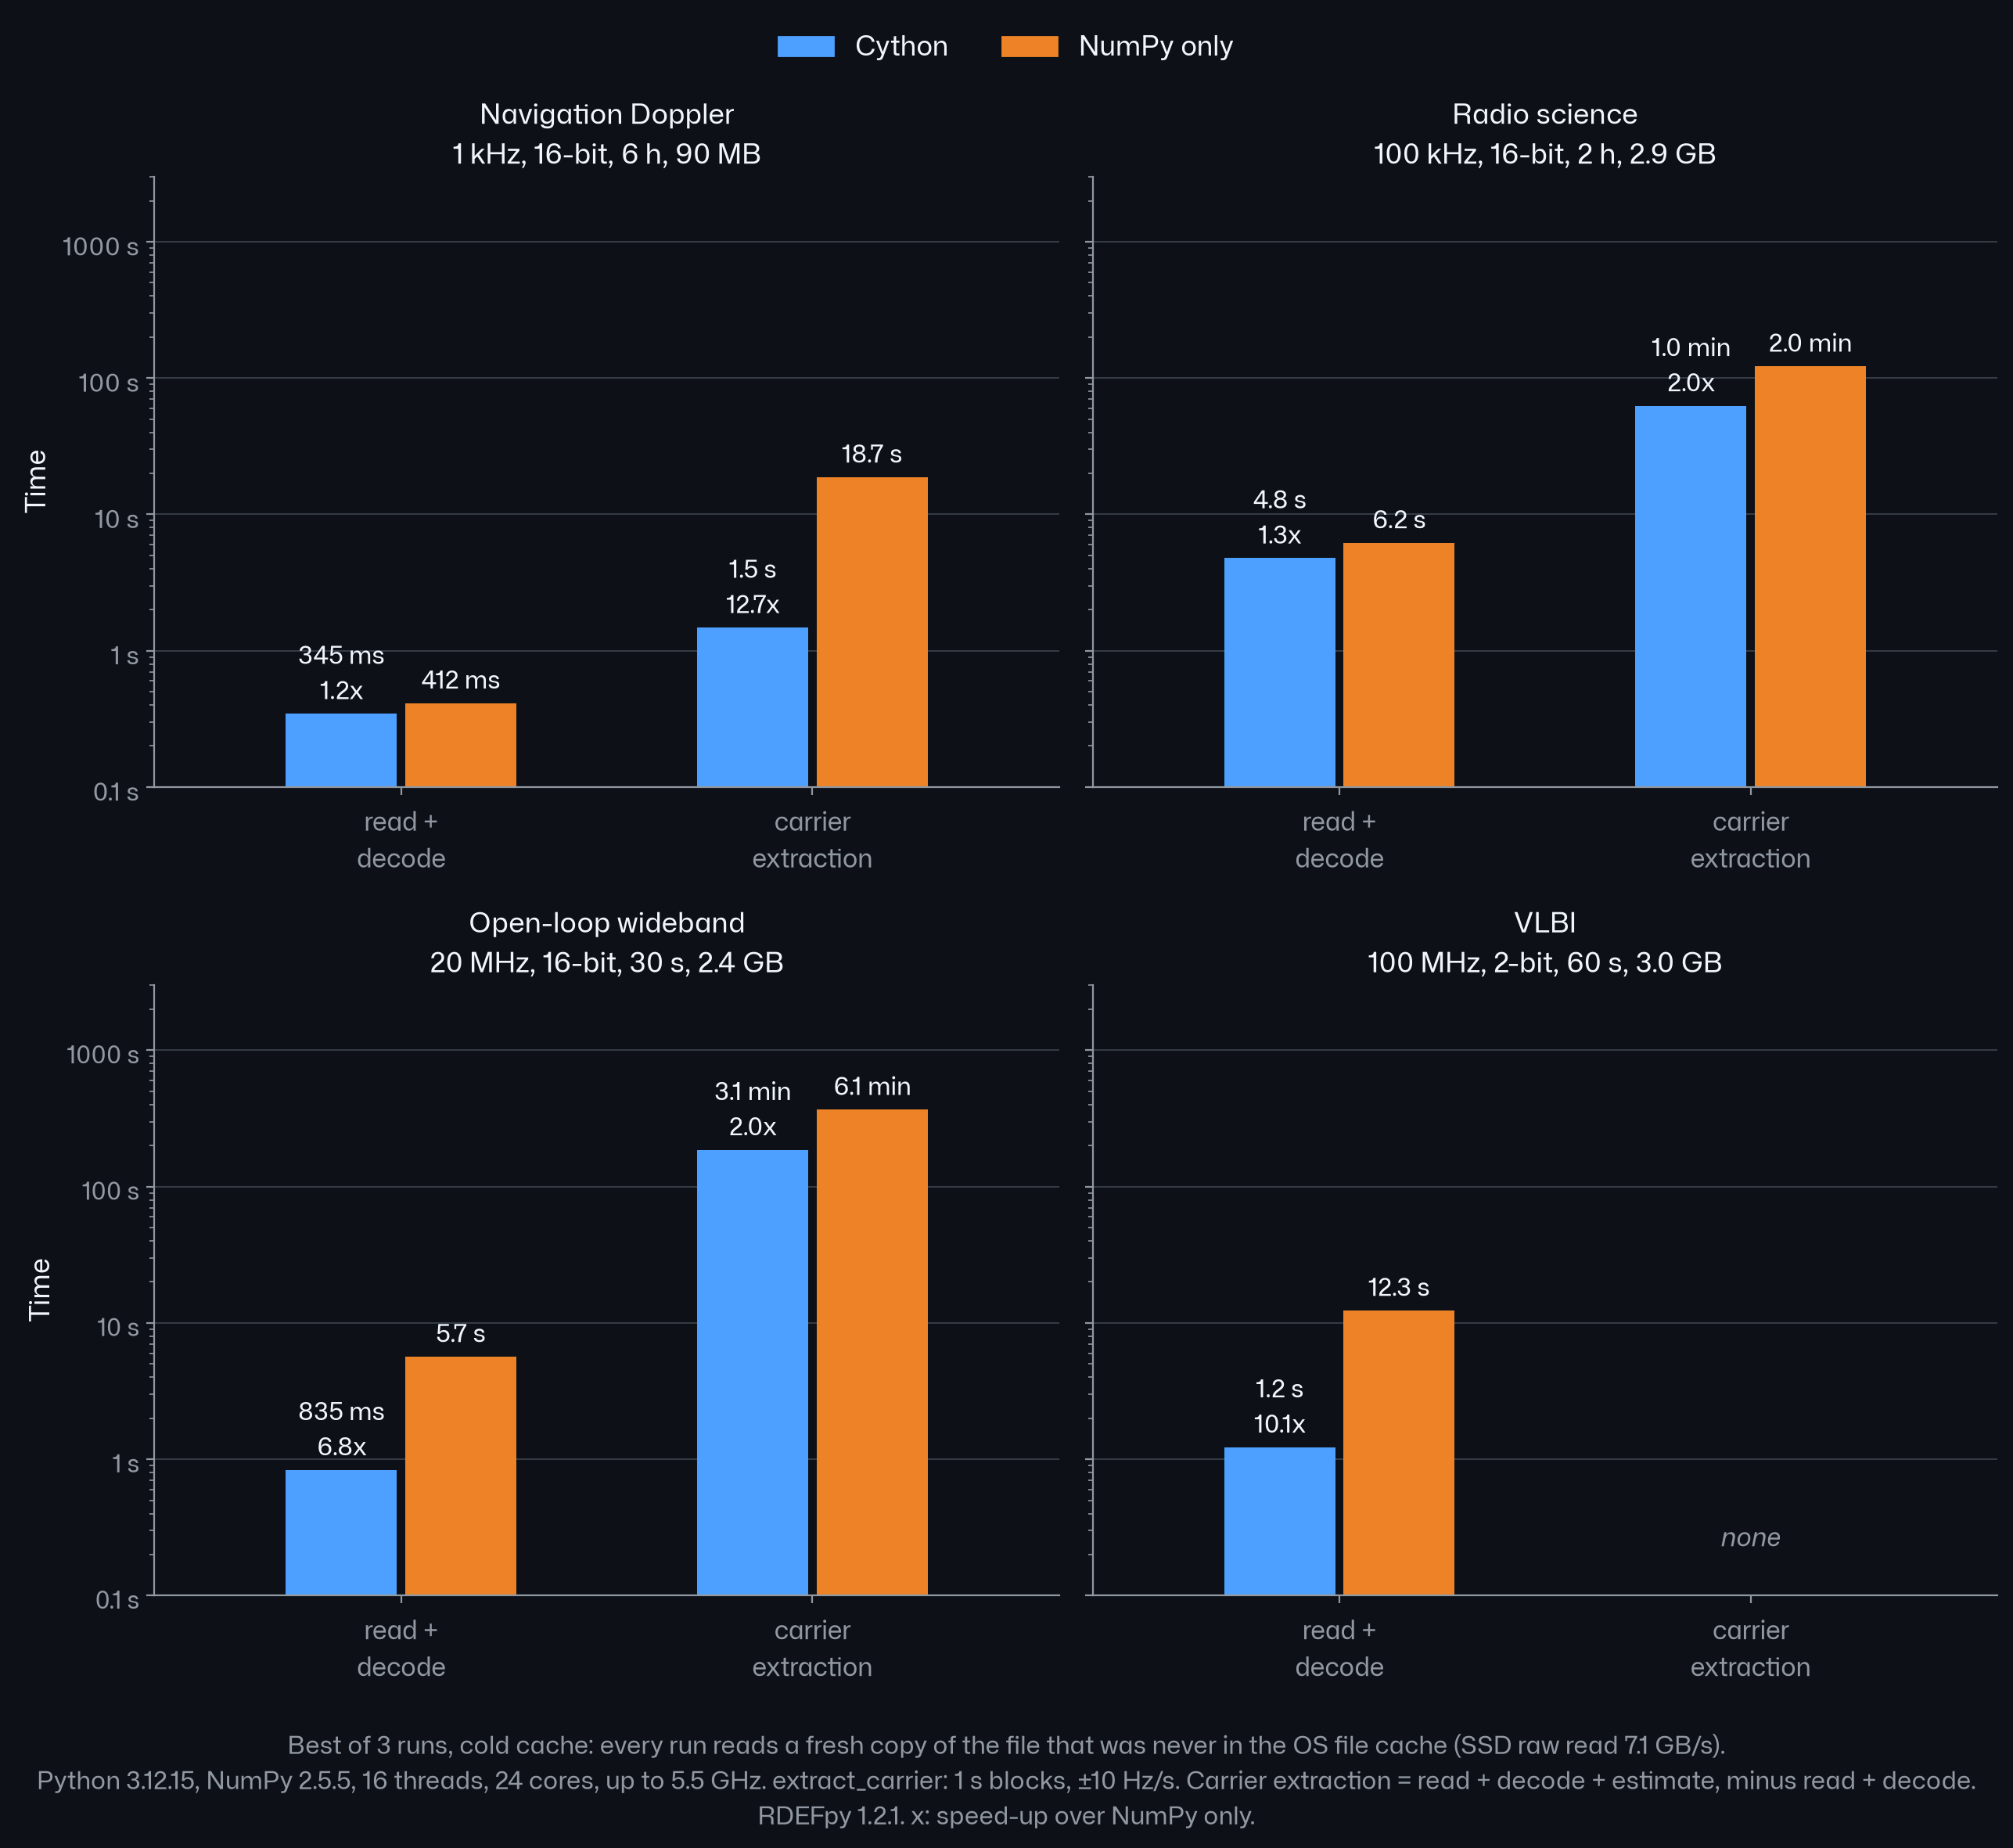 Cython NumPy only
Navigation Doppler
1 kHz, 16-bit, 6 h, 90 MB
Time
1000 s
100 s
10 s
1 s
0.1 s
345 ms
1.2x
412 ms
1.5 s
12.7x
18.7 s
read +
decode
carrier
extraction
Radio science
100 kHz, 16-bit, 2 h, 2.9 GB
4.8 s
1.3x
6.2 s
1.0 min
2.0x
2.0 min
read +
decode
carrier
extraction
Open-loop wideband
20 MHz, 16-bit, 30 s, 2.4 GB
Time
1000 s
100 s
10 s
1 s
0.1 s
835 ms
6.8x
5.7 s
3.1 min
2.0x
6.1 min
read +
decode
carrier
extraction
VLBI
100 MHz, 2-bit, 60 s, 3.0 GB
1.2 s
10.1x
12.3 s
none
read +
decode
carrier
extraction
Best of 3 runs, cold cache: every run reads a fresh copy of the file that was never in the OS file cache (SSD raw read 7.1 GB/s).
Python 3.12.15, NumPy 2.5.5, 16 threads, 24 cores, up to 5.5 GHz. extract_carrier: 1 s blocks, ±10 Hz/s. Carrier extraction = read + decode + estimate, minus read + decode.
RDEFpy 1.2.1. x: speed-up over NumPy only.